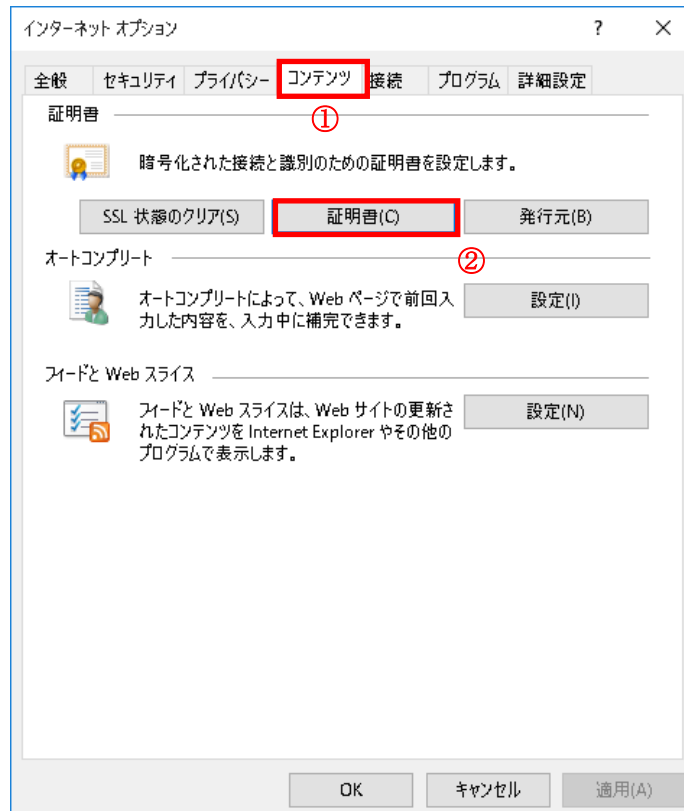 インターネット オプション
?
×
全般 セキュリティ プライバシー コンテンツ 接続 プログラム 詳細設定
①
証明書
暗号化された接続と識別のための証明書を設定します。
SSL 状態のクリア(S) 証明書(C) 発行元(B)
②
オートコンプリート
オートコンプリートによって、Web ページで前回入
力した内容を、入力中に補完できます。
設定(I)
フィードと Web スライス
フィードと Web スライスは、Web サイトの更新さ
れたコンテンツを Internet Explorer やその他の
プログラムで表示します。
設定(N)
OK キャンセル 適用(A)